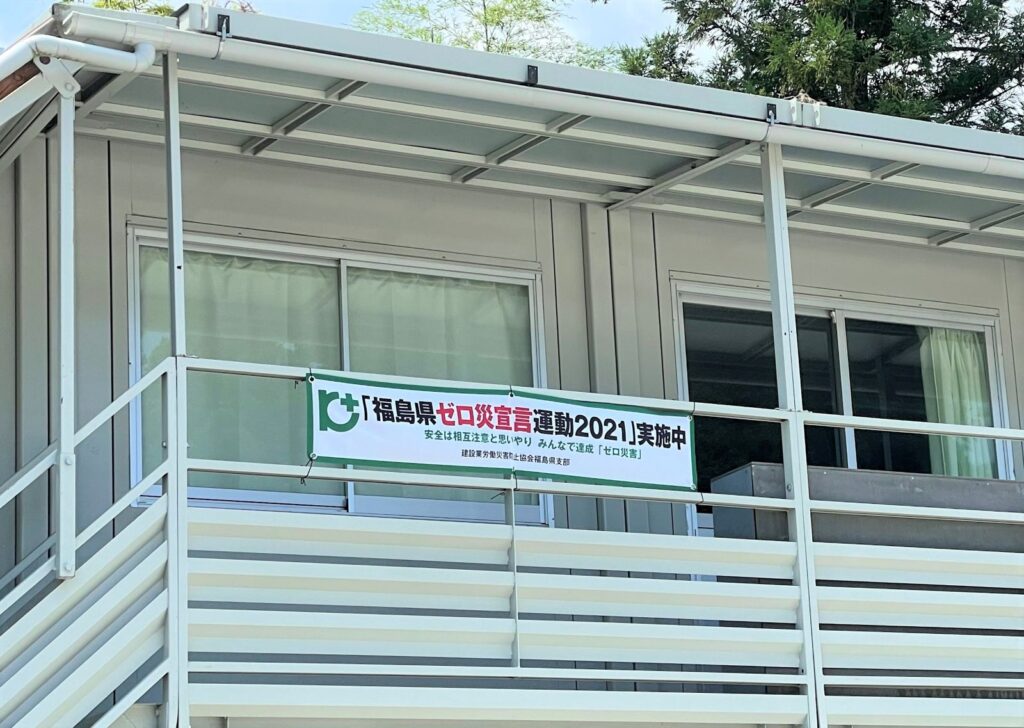 「福島県ゼロ災宣言運動2021」実施中
安全は相互注意と思いやり みんなで達成「ゼロ災害」
建設業労働災害防止協会福島県支部